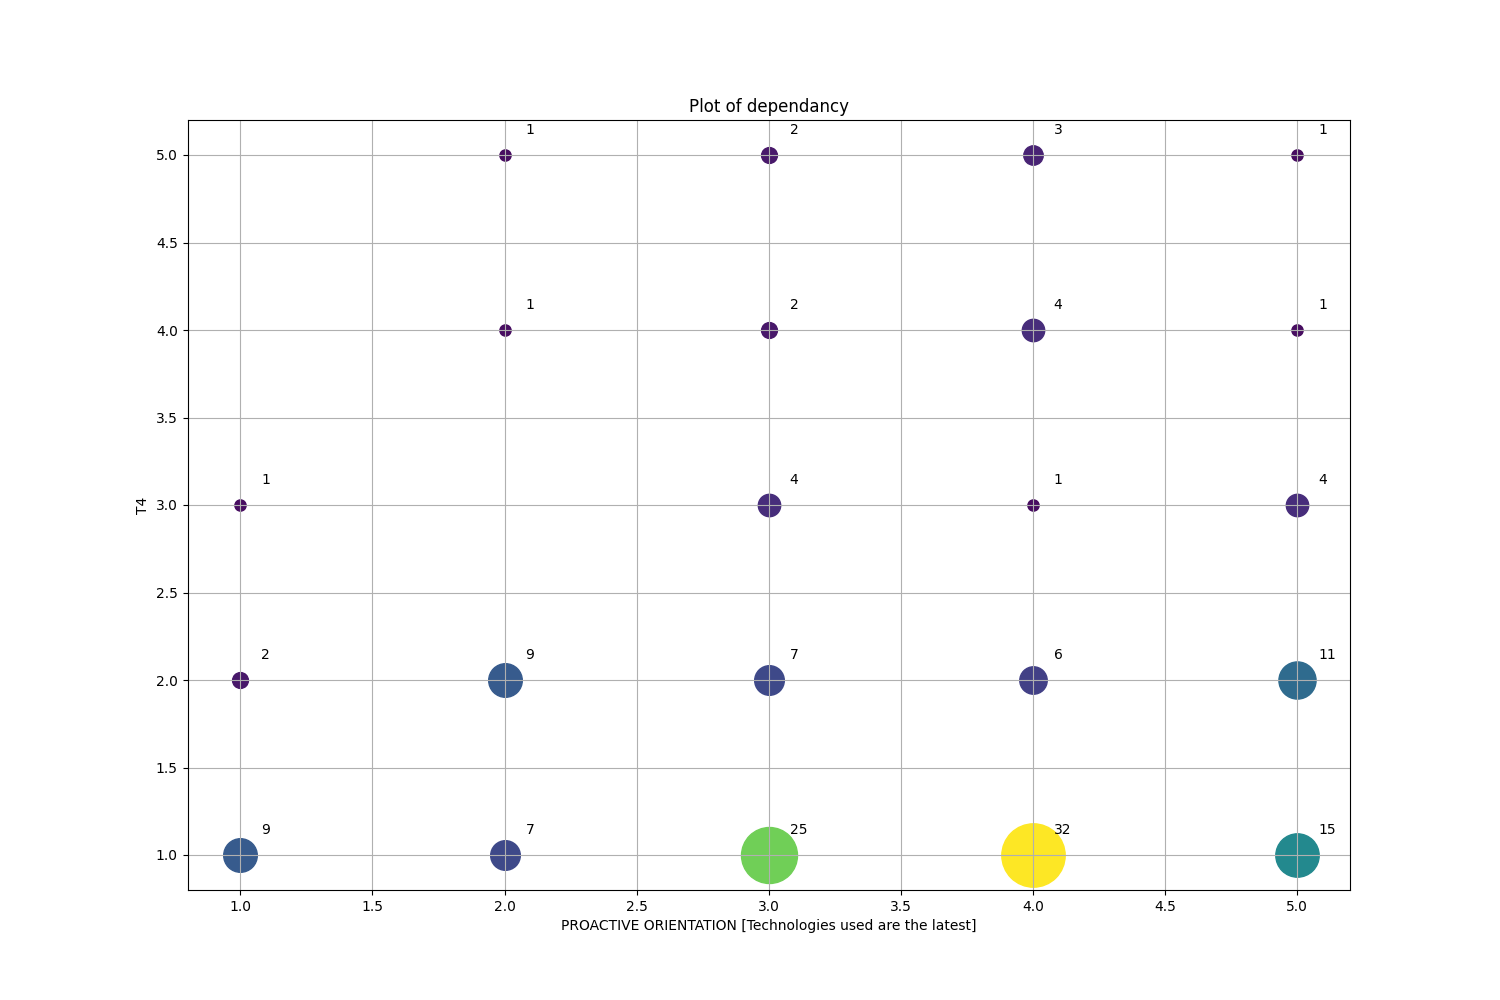 Plot of dependancy
1 2 3 1
5.0
4.5
1 2 4 1
4.0
3.5
1 4 1 4
3.0
T4
2.5
2 9 7 6 11
2.0
1.5
9 7 25 32 15
1.0
1.0 1.5 2.0 2.5 3.0 3.5 4.0 4.5 5.0
PROACTIVE ORIENTATION [Technologies used are the latest]